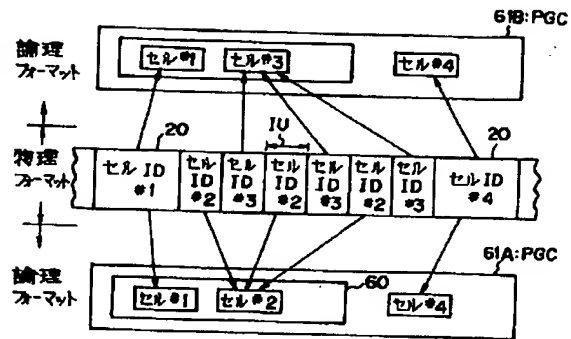 61B:PGC
論理
フォーマット
セル#1
セル#3
セル#4
20
IU
20
物理
フォーマット
セルID
#1
セル
ID
#2
セル
ID
#3
セル
ID
#2
セル
ID
#3
セル
ID
#2
セル
ID
#3
セルID
#4
論理
フォーマット
61A:PGC
60
セル#1
セル#2
セル#4